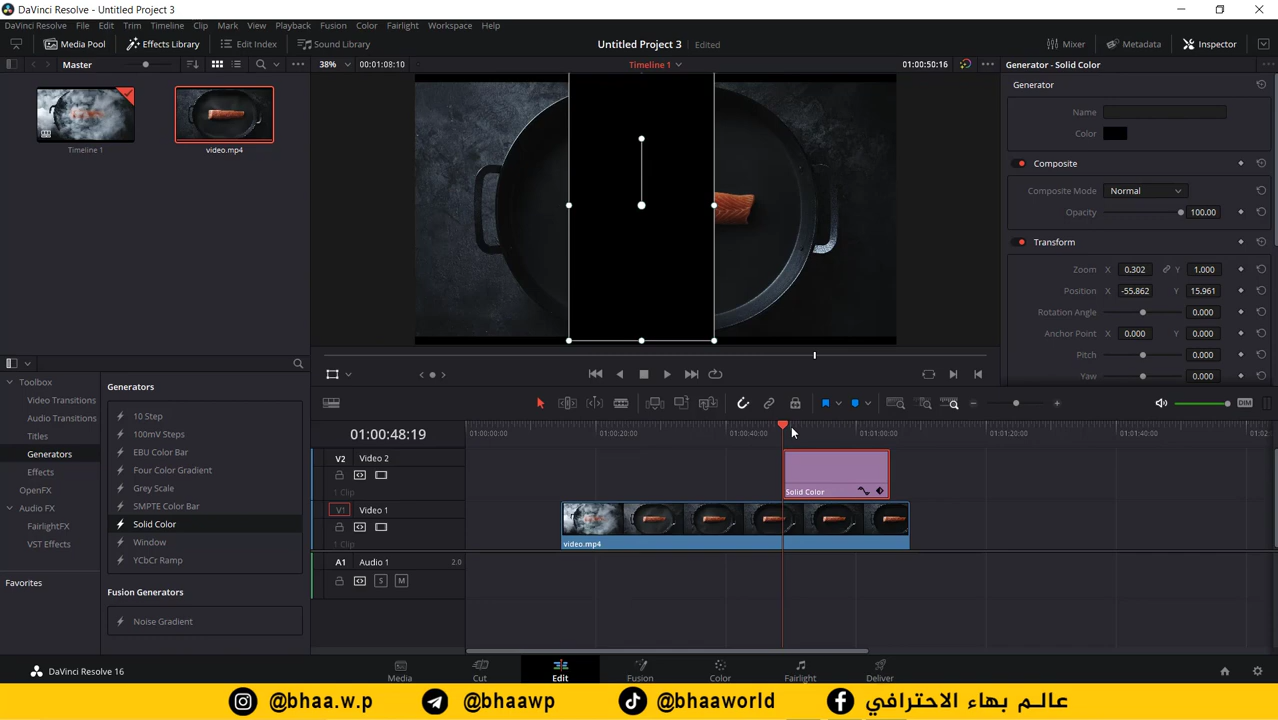 DaVinci Resolve - Untitled Project 3
DaVinci Resolve File Edit Trim Timeline Clip Mark View Playback Fusion Color Fairlight Workspace Help
Media Pool Effects Library Edit Index Sound Library Untitled Project 3 Edited Mixer Metadata Inspector
Master 38% 00:01:08:10 Timeline 1 01:00:50:16 Generator - Solid Color
Timeline 1 video.mp4
Generator
Name
Color
Composite
Composite Mode Normal
Opacity 100.00
Transform
Zoom X 0.302 Y 1.000
Position X -55.862 Y 15.961
Rotation Angle 0.000
Anchor Point X 0.000 Y 0.000
Pitch 0.000
Yaw 0.000
Toolbox
Video Transitions
Audio Transitions
Titles
Generators
Effects
OpenFX
Audio FX
FairlightFX
VST Effects
Favorites
Generators
10 Step
100mV Steps
EBU Color Bar
Four Color Gradient
Grey Scale
SMPTE Color Bar
Solid Color
Window
YCbCr Ramp
Fusion Generators
Noise Gradient
DIM
01:00:48:19 01:00:00:00 01:00:20:00 01:00:40:00 01:01:00:00 01:01:20:00 01:01:40:00 01:02:
V2 Video 2
1 Clip
Solid Color
V1 Video 1
1 Clip
video.mp4
A1 Audio 1 2.0
S M
DaVinci Resolve 16 Media Cut Edit Fusion Color Fairlight Deliver
@bhaa.w.p @bhaawp @bhaaworld عالم بهاء الاحترافي